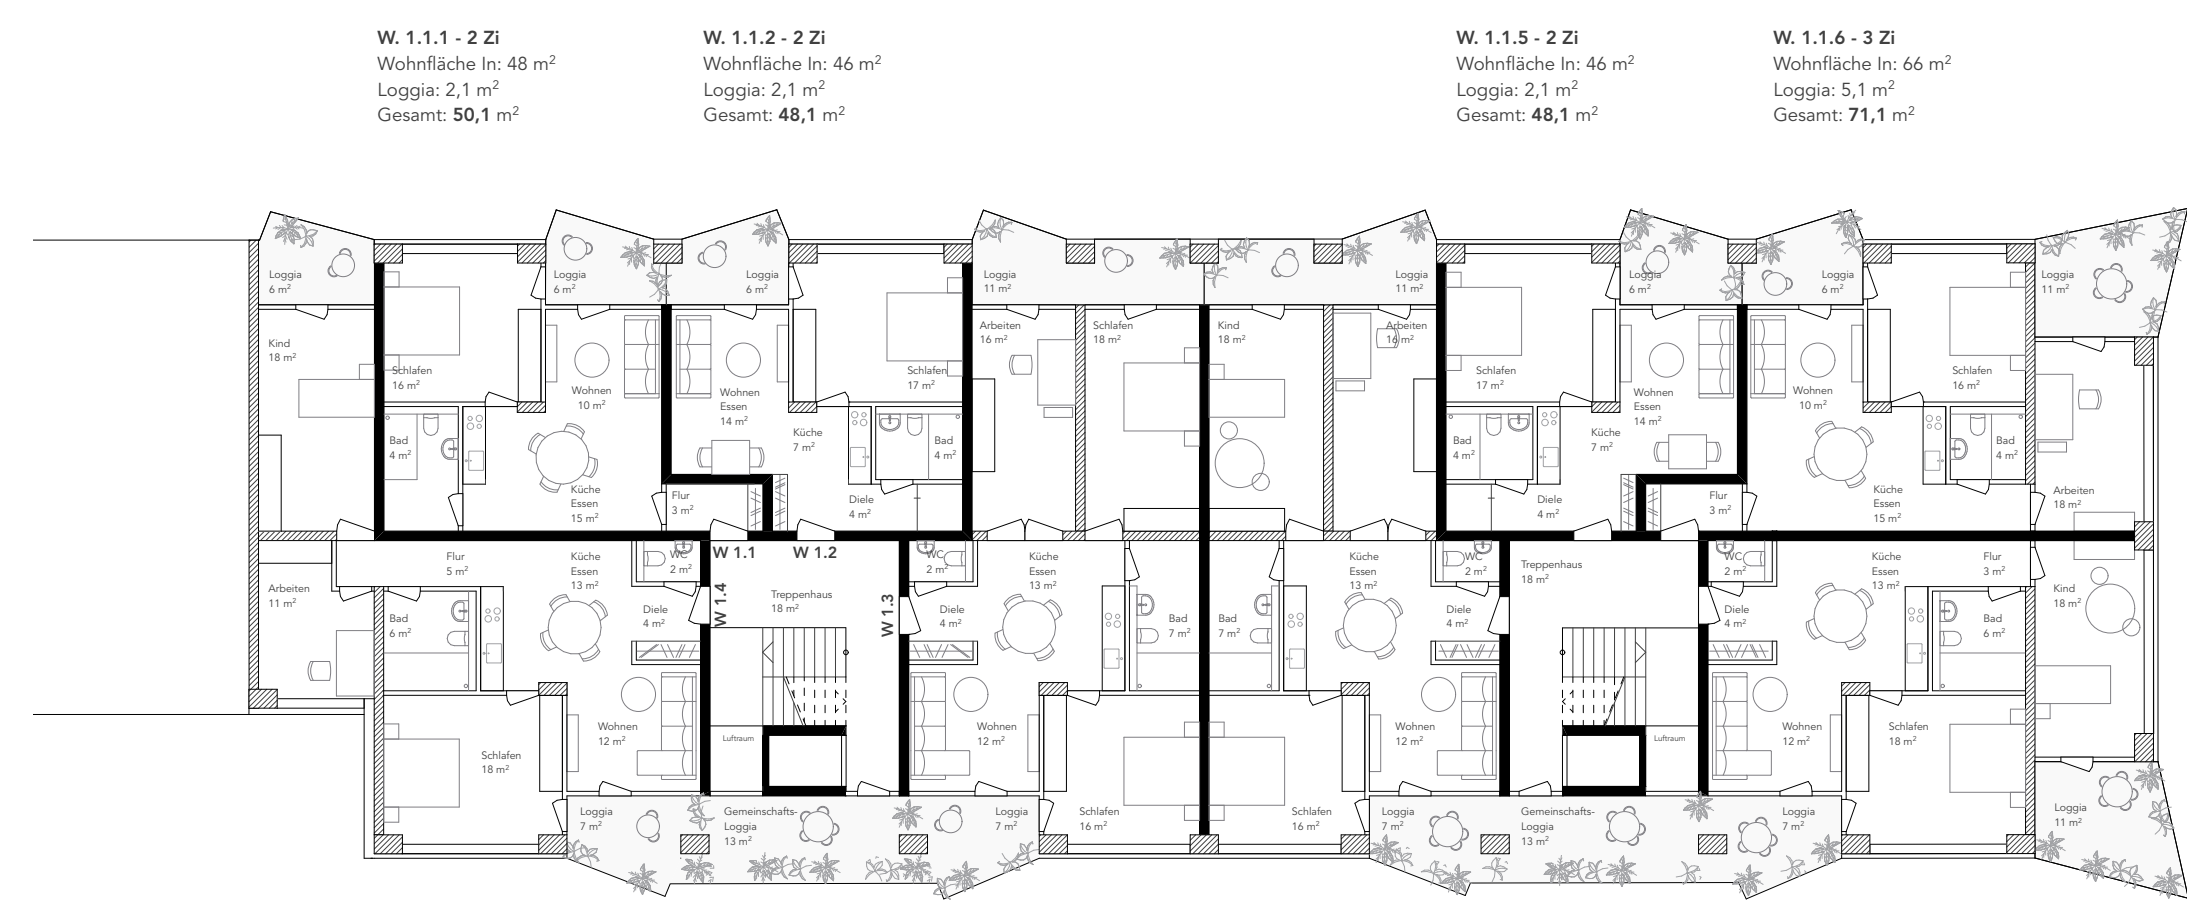 W. 1.1.1 - 2 Zi
Wohnfläche In: 48 m²
Loggia: 2,1 m²
Gesamt: 50,1 m²
W. 1.1.2 - 2 Zi
Wohnfläche In: 46 m²
Loggia: 2,1 m²
Gesamt: 48,1 m²
W. 1.1.5 - 2 Zi
Wohnfläche In: 46 m²
Loggia: 2,1 m²
Gesamt: 48,1 m²
W. 1.1.6 - 3 Zi
Wohnfläche In: 66 m²
Loggia: 5,1 m²
Gesamt: 71,1 m²
Loggia
6 m²
Loggia
6 m²
Loggia
6 m²
Loggia
11 m²
Loggia
11 m²
Loggia
6 m²
Loggia
6 m²
Loggia
11 m²
Kind
18 m²
Schlafen
16 m²
Wohnen
10 m²
Wohnen
Essen
14 m²
Schlafen
17 m²
Arbeiten
16 m²
Schlafen
18 m²
Kind
18 m²
Arbeiten
16 m²
Schlafen
17 m²
Wohnen
Essen
14 m²
Wohnen
10 m²
Schlafen
16 m²
Bad
4 m²
Küche
Essen
15 m²
Flur
3 m²
Küche
7 m²
Bad
4 m²
Diele
4 m²
Bad
4 m²
Küche
7 m²
Diele
4 m²
Flur
3 m²
Küche
Essen
15 m²
Bad
4 m²
Arbeiten
18 m²
W 1.1
W 1.2
W 1.4
W 1.3
Arbeiten
11 m²
Flur
5 m²
Küche
Essen
13 m²
WC
2 m²
Bad
6 m²
Diele
4 m²
Treppenhaus
18 m²
WC
2 m²
Küche
Essen
13 m²
Diele
4 m²
Bad
7 m²
Bad
7 m²
Küche
Essen
13 m²
WC
2 m²
Diele
4 m²
Treppenhaus
18 m²
WC
2 m²
Diele
4 m²
Küche
Essen
13 m²
Flur
3 m²
Bad
6 m²
Kind
18 m²
Schlafen
18 m²
Wohnen
12 m²
Luftraum
Wohnen
12 m²
Wohnen
12 m²
Luftraum
Wohnen
12 m²
Schlafen
18 m²
Loggia
7 m²
Gemeinschafts-
Loggia
13 m²
Loggia
7 m²
Schlafen
16 m²
Schlafen
16 m²
Loggia
7 m²
Gemeinschafts-
Loggia
13 m²
Loggia
7 m²
Loggia
11 m²